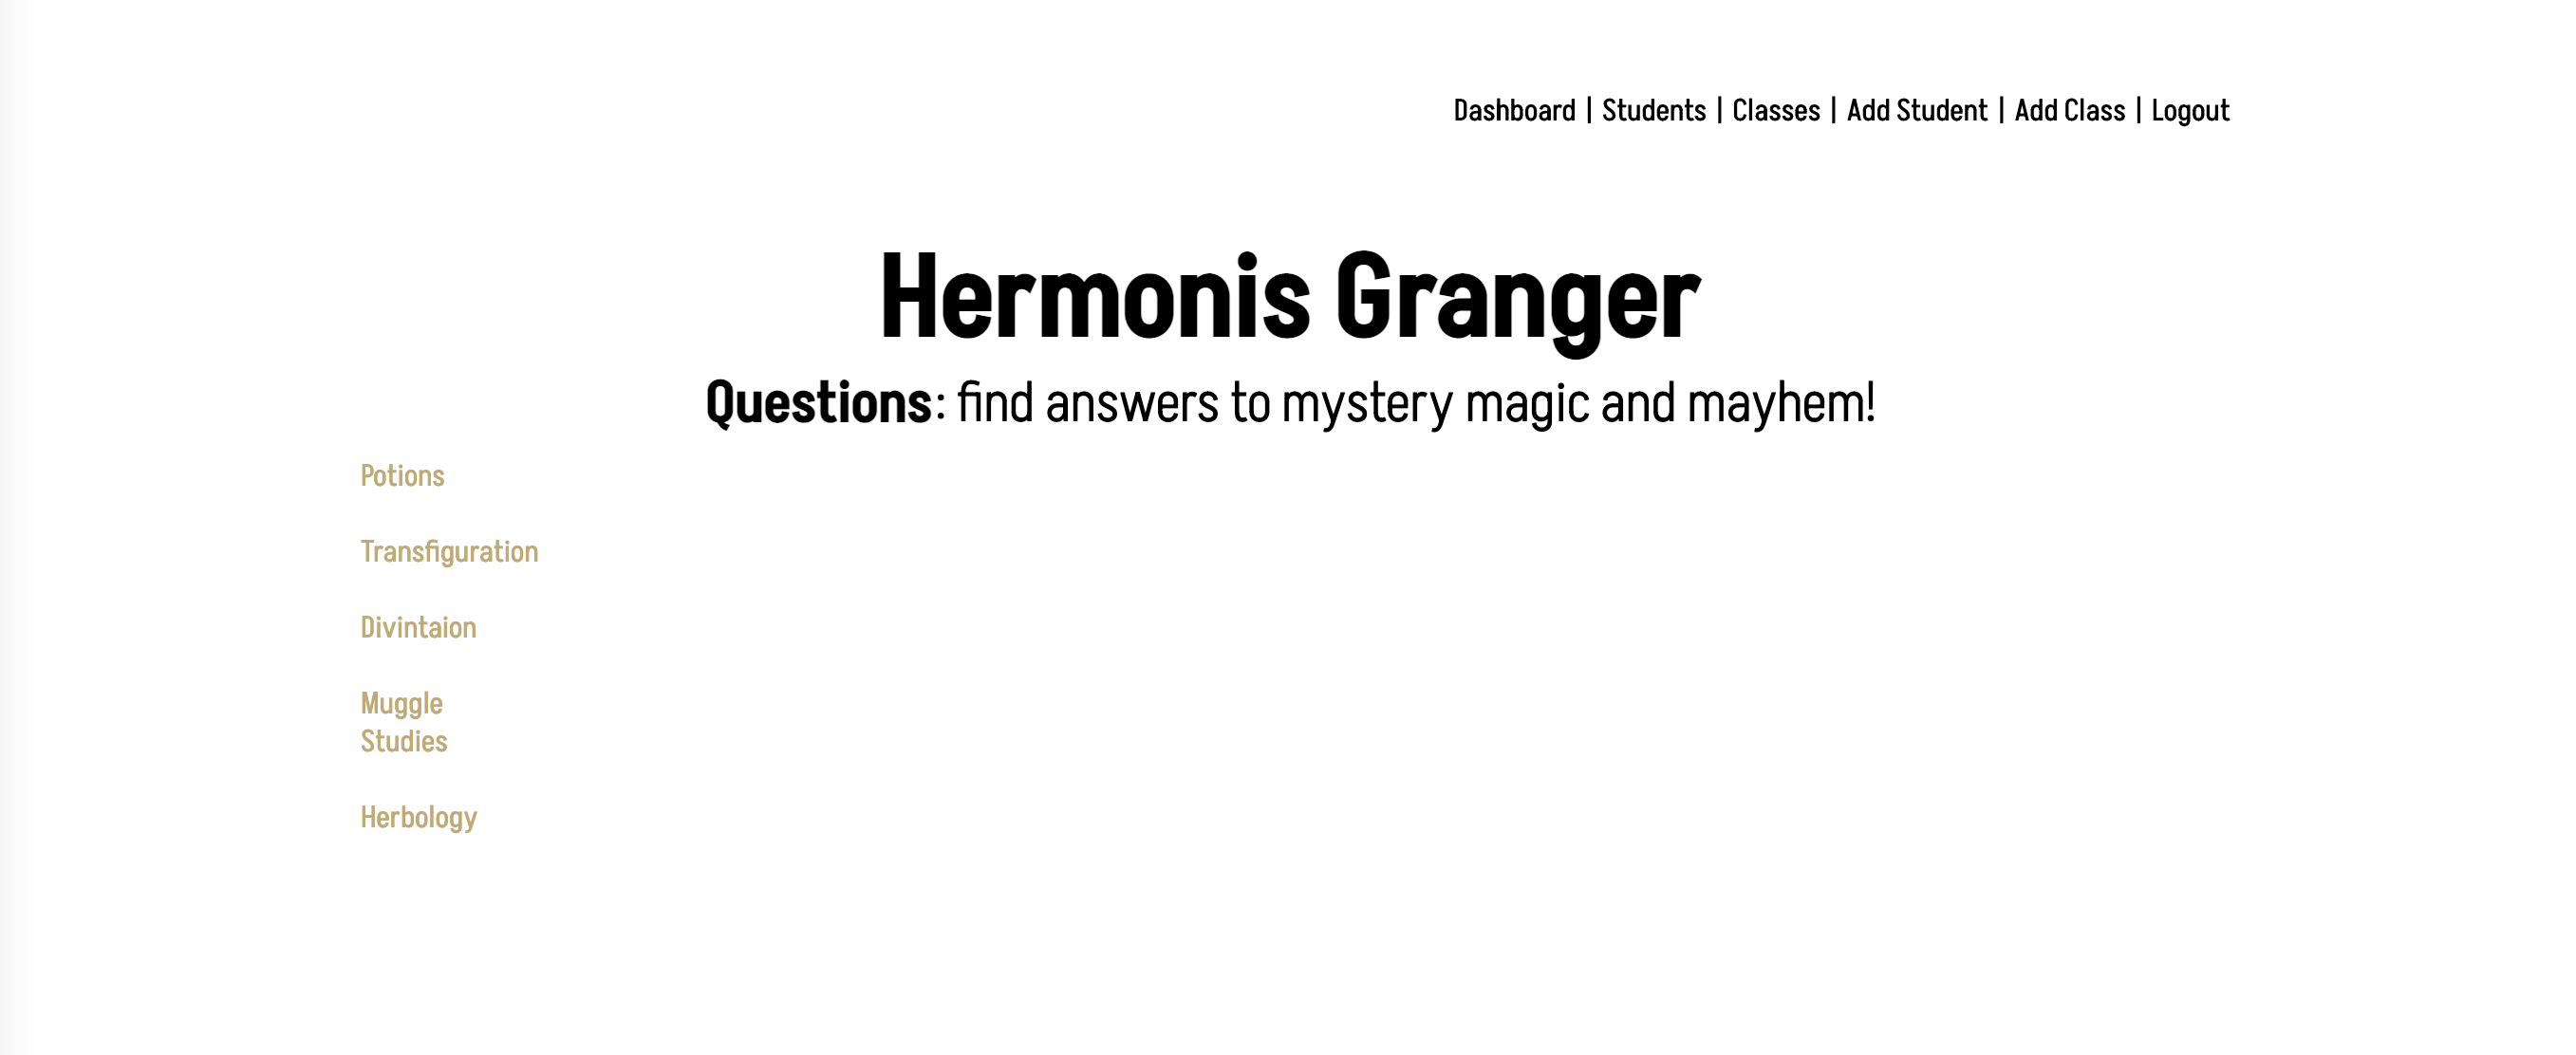 Dashboard | Students | Classes | Add Student | Add Class | Logout
Hermonis Granger
Questions: find answers to mystery magic and mayhem!
Potions
Transfiguration
Divintaion
Muggle
Studies
Herbology